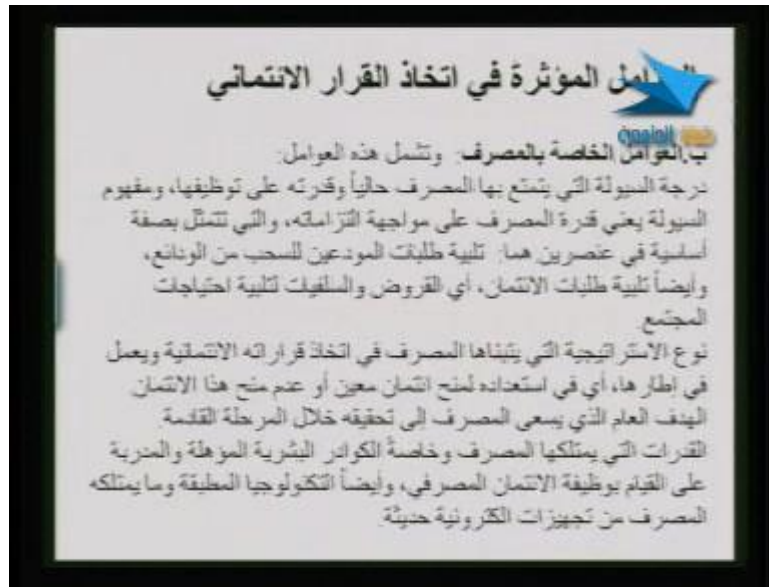 العوامل المؤثرة في اتخاذ القرار الائتماني
ب.العوامل الخاصة بالمصرف: وتشمل هذه العوامل:
درجة السيولة التي يتمتع بها المصرف حالياً وقدرته على توظيفها، ومفهوم
السيولة يعني قدرة المصرف على مواجهة التزاماته، والتي تتمثل بصفة
أساسية في عنصرين هما: تلبية طلبات المودعين للسحب من الودائع،
وأيضاً تلبية طلبات الائتمان، أي القروض والسلفيات لتلبية احتياجات
المجتمع.
نوع الاستراتيجية التي يتبناها المصرف في اتخاذ قراراته الائتمانية ويعمل
في إطارها، أي في استعداده لمنح ائتمان معين أو عدم منح هذا الائتمان.
الهدف العام الذي يسعى المصرف إلى تحقيقه خلال المرحلة القادمة.
القدرات التي يمتلكها المصرف وخاصةً الكوادر البشرية المؤهلة والمدربة
على القيام بوظيفة الائتمان المصرفي، وأيضاً التكنولوجيا المطبقة وما يمتلكه
المصرف من تجهيزات الكترونية حديثة.